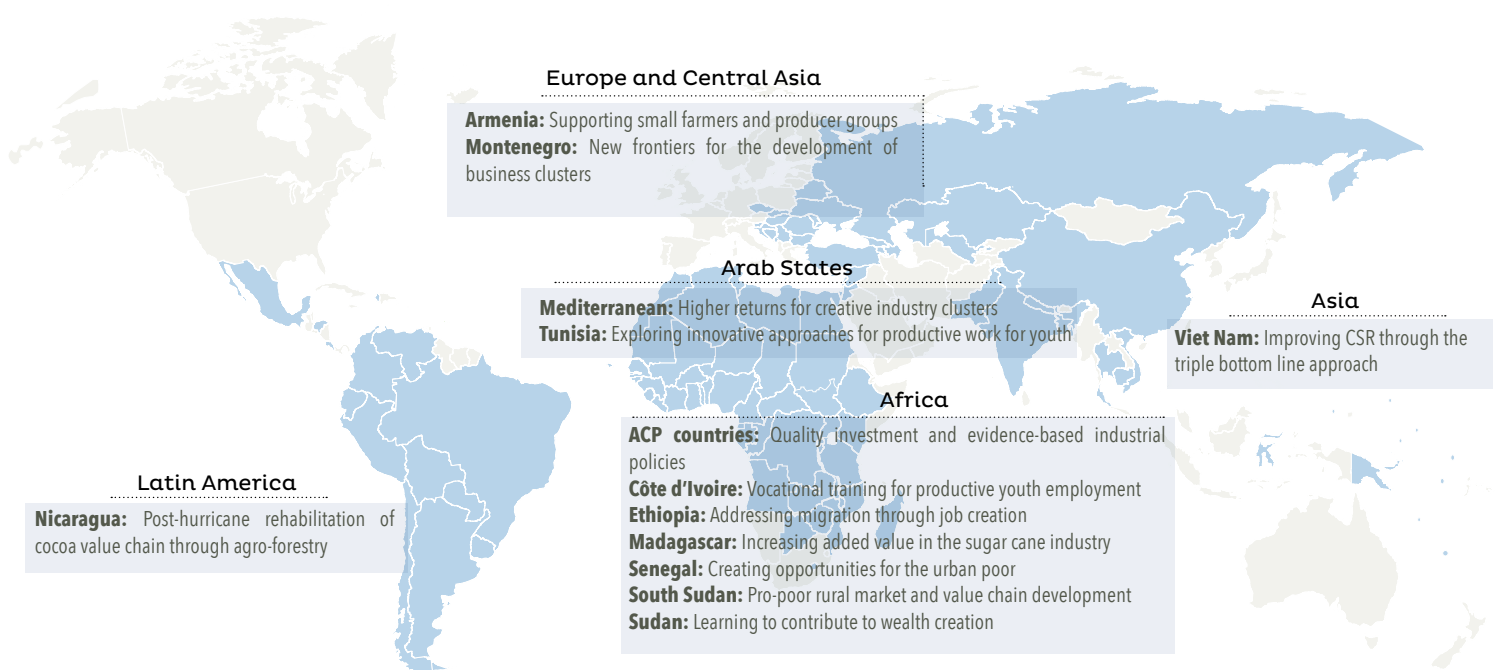 Europe and Central Asia
Armenia: Supporting small farmers and producer groups
Montenegro: New frontiers for the development of
business clusters
Arab States
Mediterranean: Higher returns for creative industry clusters
Tunisia: Exploring innovative approaches for productive work for youth
Asia
Viet Nam: Improving CSR through the
triple bottom line approach
Africa
ACP countries: Quality investment and evidence-based industrial
policies
Côte d’Ivoire: Vocational training for productive youth employment
Ethiopia: Addressing migration through job creation
Madagascar: Increasing added value in the sugar cane industry
Senegal: Creating opportunities for the urban poor
South Sudan: Pro-poor rural market and value chain development
Sudan: Learning to contribute to wealth creation
Latin America
Nicaragua: Post-hurricane rehabilitation of
cocoa value chain through agro-forestry